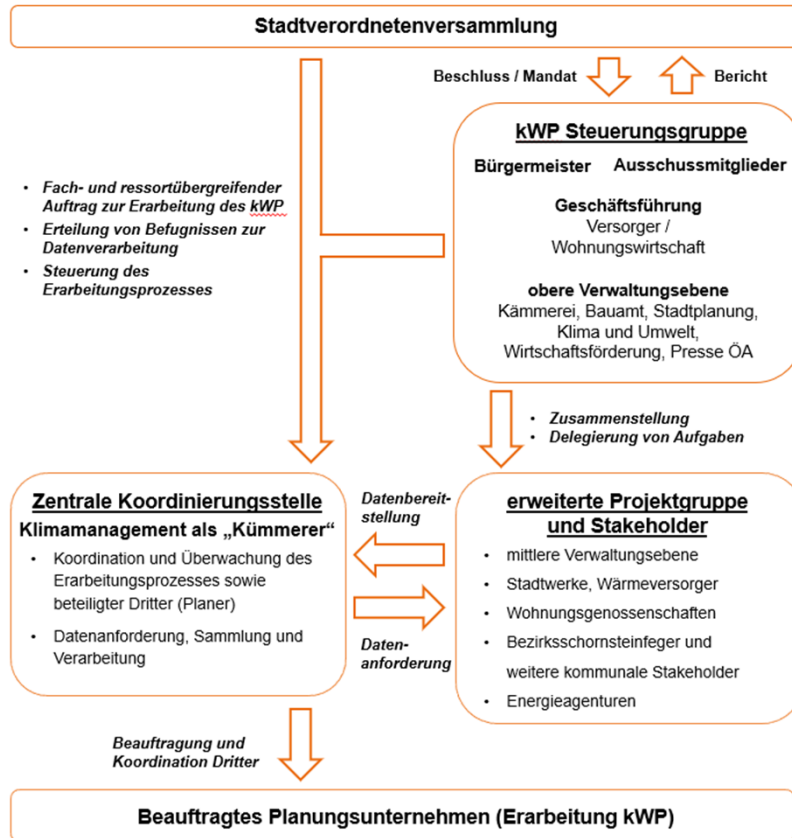 Stadtverordnetenversammlung
Beschluss / Mandat
Bericht
kWP Steuerungsgruppe
Bürgermeister Ausschussmitglieder
Geschäftsführung
Versorger /
Wohnungswirtschaft
obere Verwaltungsebene
Kämmerei, Bauamt, Stadtplanung,
Klima und Umwelt,
Wirtschaftsförderung, Presse ÖA
• Fach- und ressortübergreifender
Auftrag zur Erarbeitung des kWP
• Erteilung von Befugnissen zur
Datenverarbeitung
• Steuerung des
Erarbeitungsprozesses
• Zusammenstellung
• Delegierung von Aufgaben
Zentrale Koordinierungsstelle
Klimamanagement als „Kümmerer“
• Koordination und Überwachung des
Erarbeitungsprozesses sowie
beteiligter Dritter (Planer)
• Datenanforderung, Sammlung und
Verarbeitung
Datenbereit-
stellung
Daten-
anforderung
erweiterte Projektgruppe
und Stakeholder
• mittlere Verwaltungsebene
• Stadtwerke, Wärmeversorger
• Wohnungsgenossenschaften
• Bezirksschornsteinfeger und
weitere kommunale Stakeholder
• Energieagenturen
Beauftragung und
Koordination Dritter
Beauftragtes Planungsunternehmen (Erarbeitung kWP)